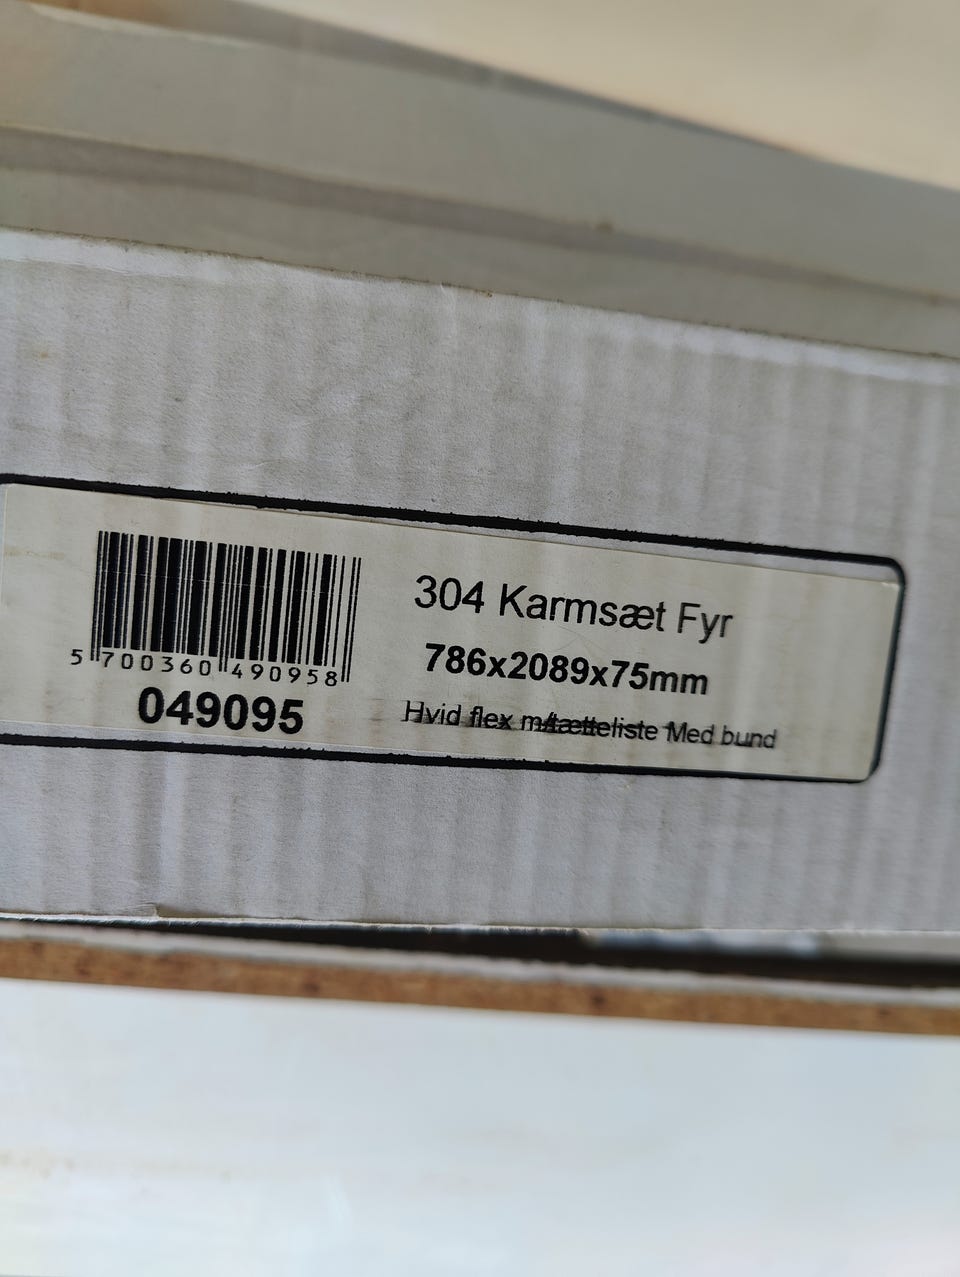 304 Karmsæt Fyr
786x2089x75mm
Hvid flex m/tætteliste Med bund
5 700360 490958
049095